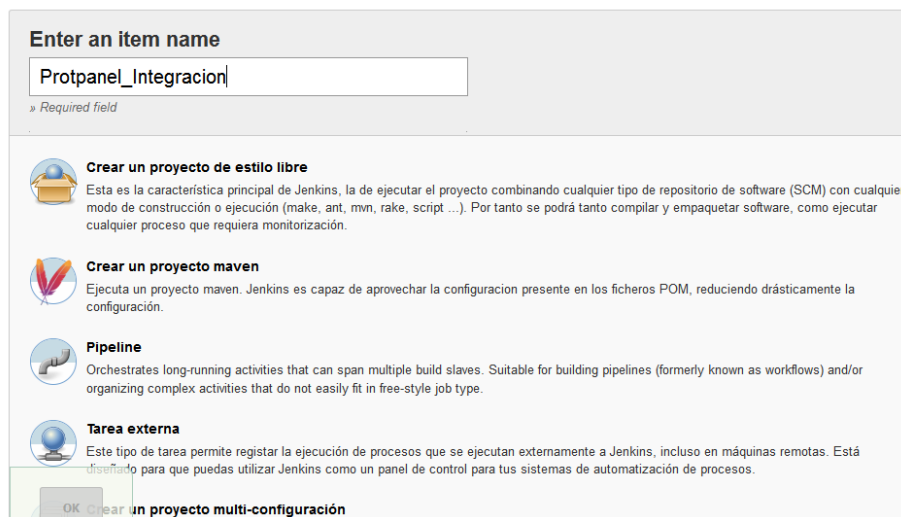 Enter an item name
Protpanel_Integracion
» Required field
Crear un proyecto de estilo libre
Esta es la característica principal de Jenkins, la de ejecutar el proyecto combinando cualquier tipo de repositorio de software (SCM) con cualquie
modo de construcción o ejecución (make, ant, mvn, rake, script ...). Por tanto se podrá tanto compilar y empaquetar software, como ejecutar
cualquier proceso que requiera monitorización.
Crear un proyecto maven
Ejecuta un proyecto maven. Jenkins es capaz de aprovechar la configuracion presente en los ficheros POM, reduciendo drásticamente la
configuración.
Pipeline
Orchestrates long-running activities that can span multiple build slaves. Suitable for building pipelines (formerly known as workflows) and/or
organizing complex activities that do not easily fit in free-style job type.
Tarea externa
Este tipo de tarea permite registar la ejecución de procesos que se ejecutan externamente a Jenkins, incluso en máquinas remotas. Está
diseñado para que puedas utilizar Jenkins como un panel de control para tus sistemas de automatización de procesos.
OK
Crear un proyecto multi-configuración